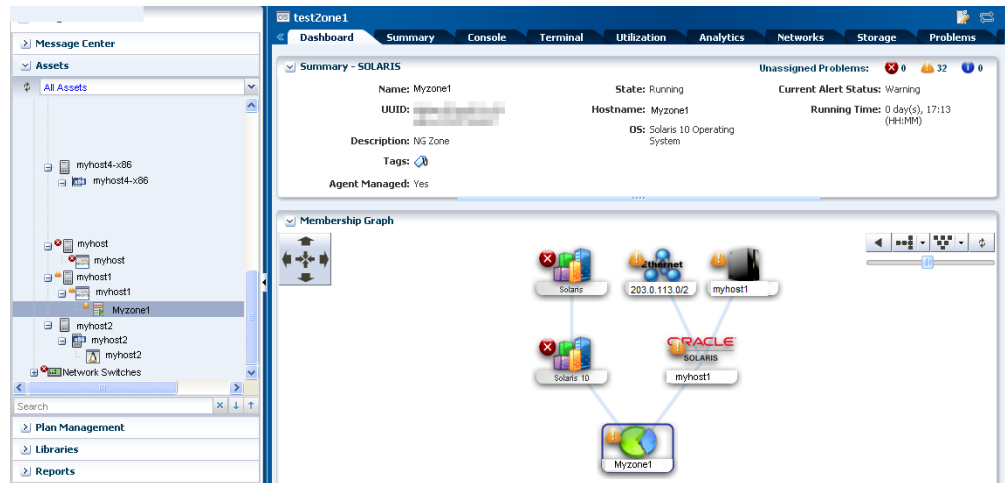 Message Center
Assets
All Assets
myhost4-x86
myhost4-x86
myhost
myhost
myhost1
myhost1
Myzone1
myhost2
myhost2
myhost2
Network Switches
Search
Plan Management
Libraries
Reports
testZone1
Dashboard Summary Console Terminal Utilization Analytics Networks Storage Problems
Summary - SOLARIS
Unassigned Problems: 0 32 0
Name: Myzone1 State: Running Current Alert Status: Warning
UUID: Hostname: Myzone1 Running Time: 0 day(s), 17:13
(HH:MM)
OS: Solaris 10 Operating
System
Description: NG Zone
Tags:
Agent Managed: Yes
Membership Graph
Solaris
Ethernet
203.0.113.0/2
myhost1
Solaris 10
ORACLE
SOLARIS
myhost1
Myzone1